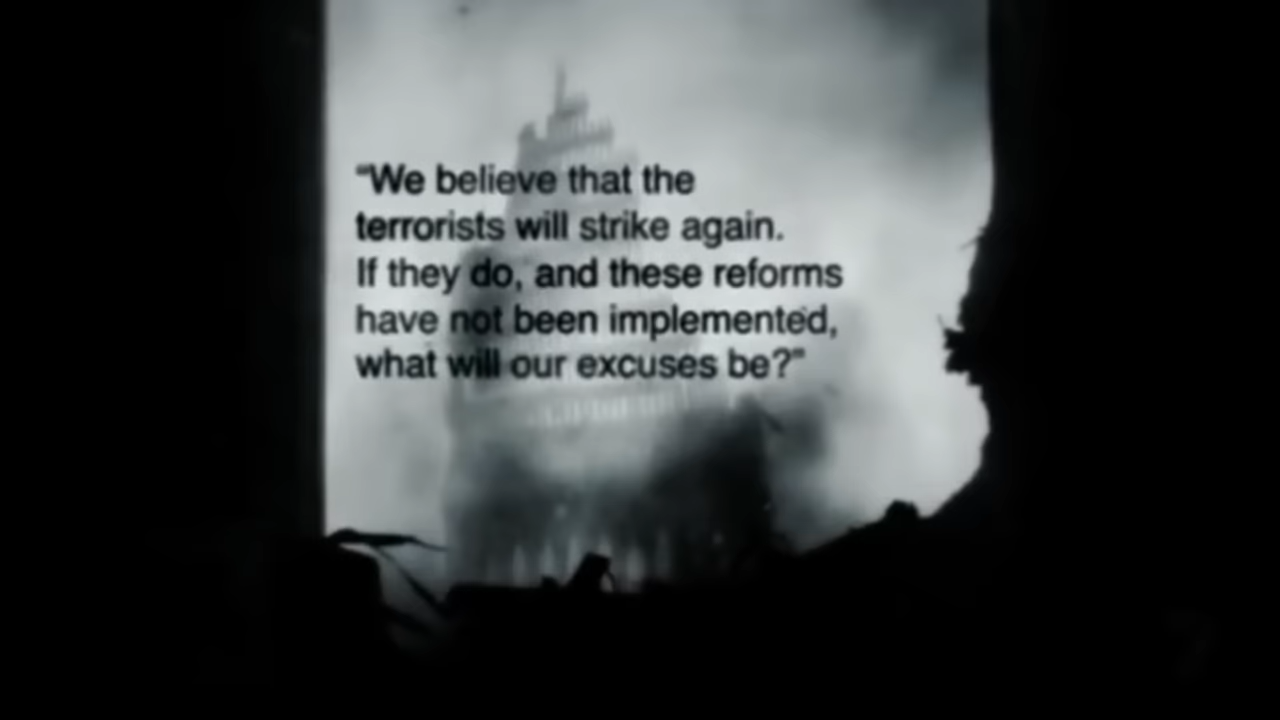 “We believe that the
terrorists will strike again.
If they do, and these reforms
have not been implemented,
what will our excuses be?”